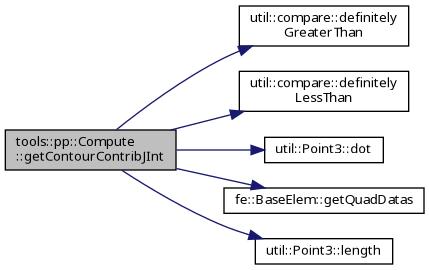 util::compare::definitely
GreaterThan
util::compare::definitely
LessThan
tools::pp::Compute
::getContourContribJInt
util::Point3::dot
fe::BaseElem::getQuadDatas
util::Point3::length